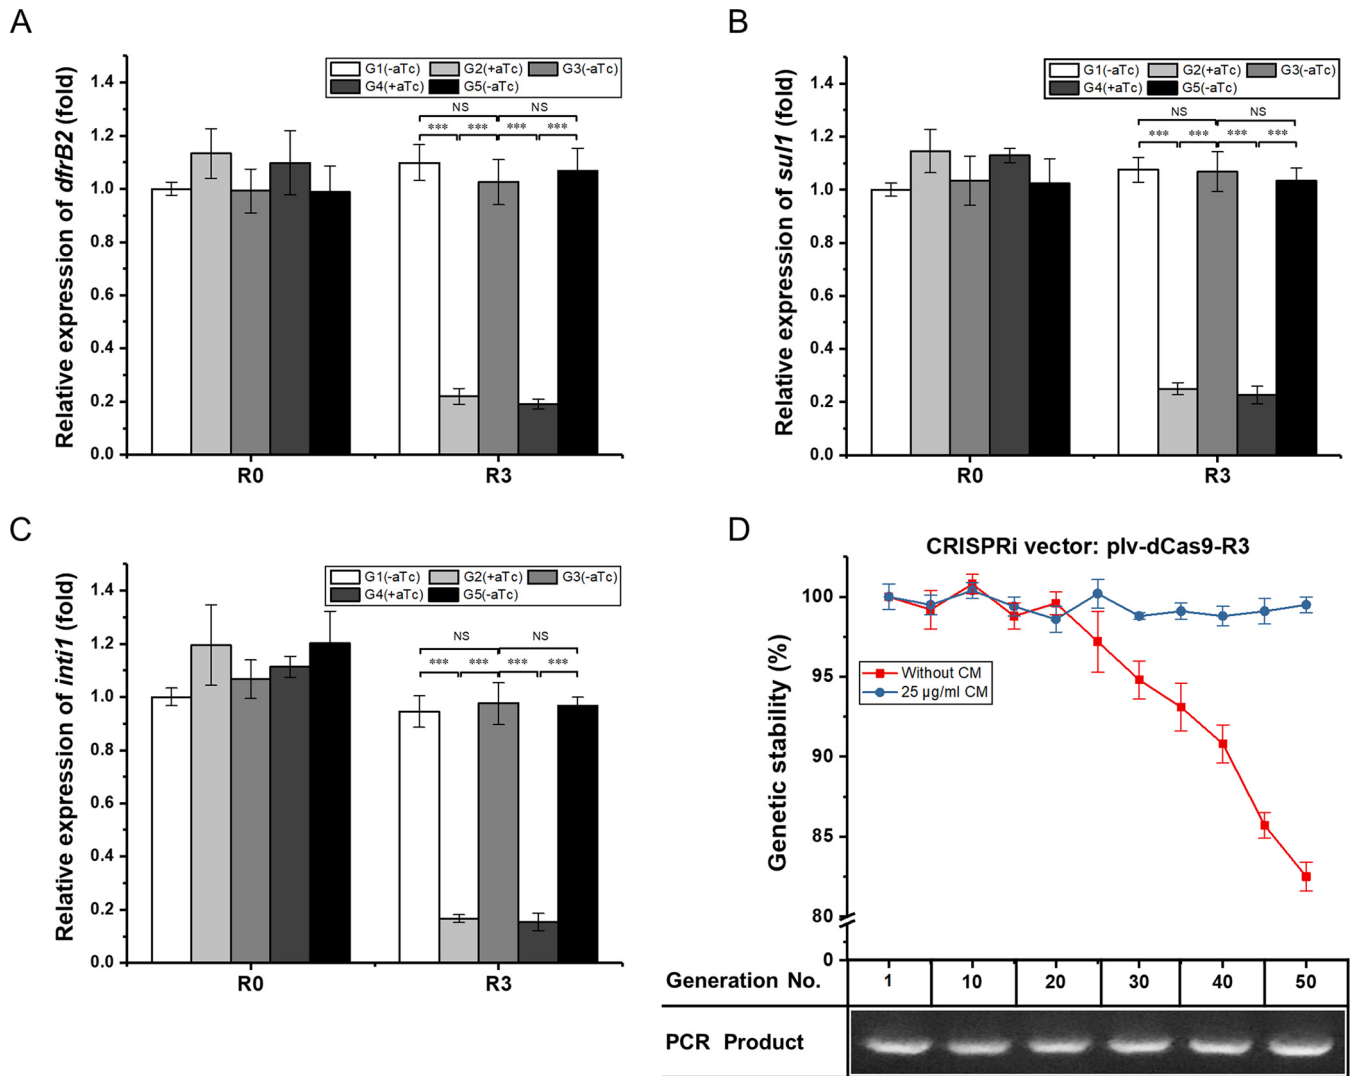 A
Relative expression of dfrB2 (fold)
1.4
1.2
1.0
0.8
0.6
0.4
0.2
0.0
G1(-aTc) G2(+aTc) G3(-aTc)
G4(+aTc) G5(-aTc)
NS NS
*** *** *** ***
R0 R3
B
Relative expression of sul1 (fold)
1.4
1.2
1.0
0.8
0.6
0.4
0.2
0.0
G1(-aTc) G2(+aTc) G3(-aTc)
G4(+aTc) G5(-aTc)
NS NS
*** *** *** ***
R0 R3
C
Relative expression of inti1 (fold)
1.4
1.2
1.0
0.8
0.6
0.4
0.2
0.0
G1(-aTc) G2(+aTc) G3(-aTc)
G4(+aTc) G5(-aTc)
NS NS
*** *** *** ***
R0 R3
D
CRISPRi vector: plv-dCas9-R3
Genetic stability (%)
100
95
90
85
80
0
Without CM
25 µg/ml CM
Generation No. 1 10 20 30 40 50
PCR Product